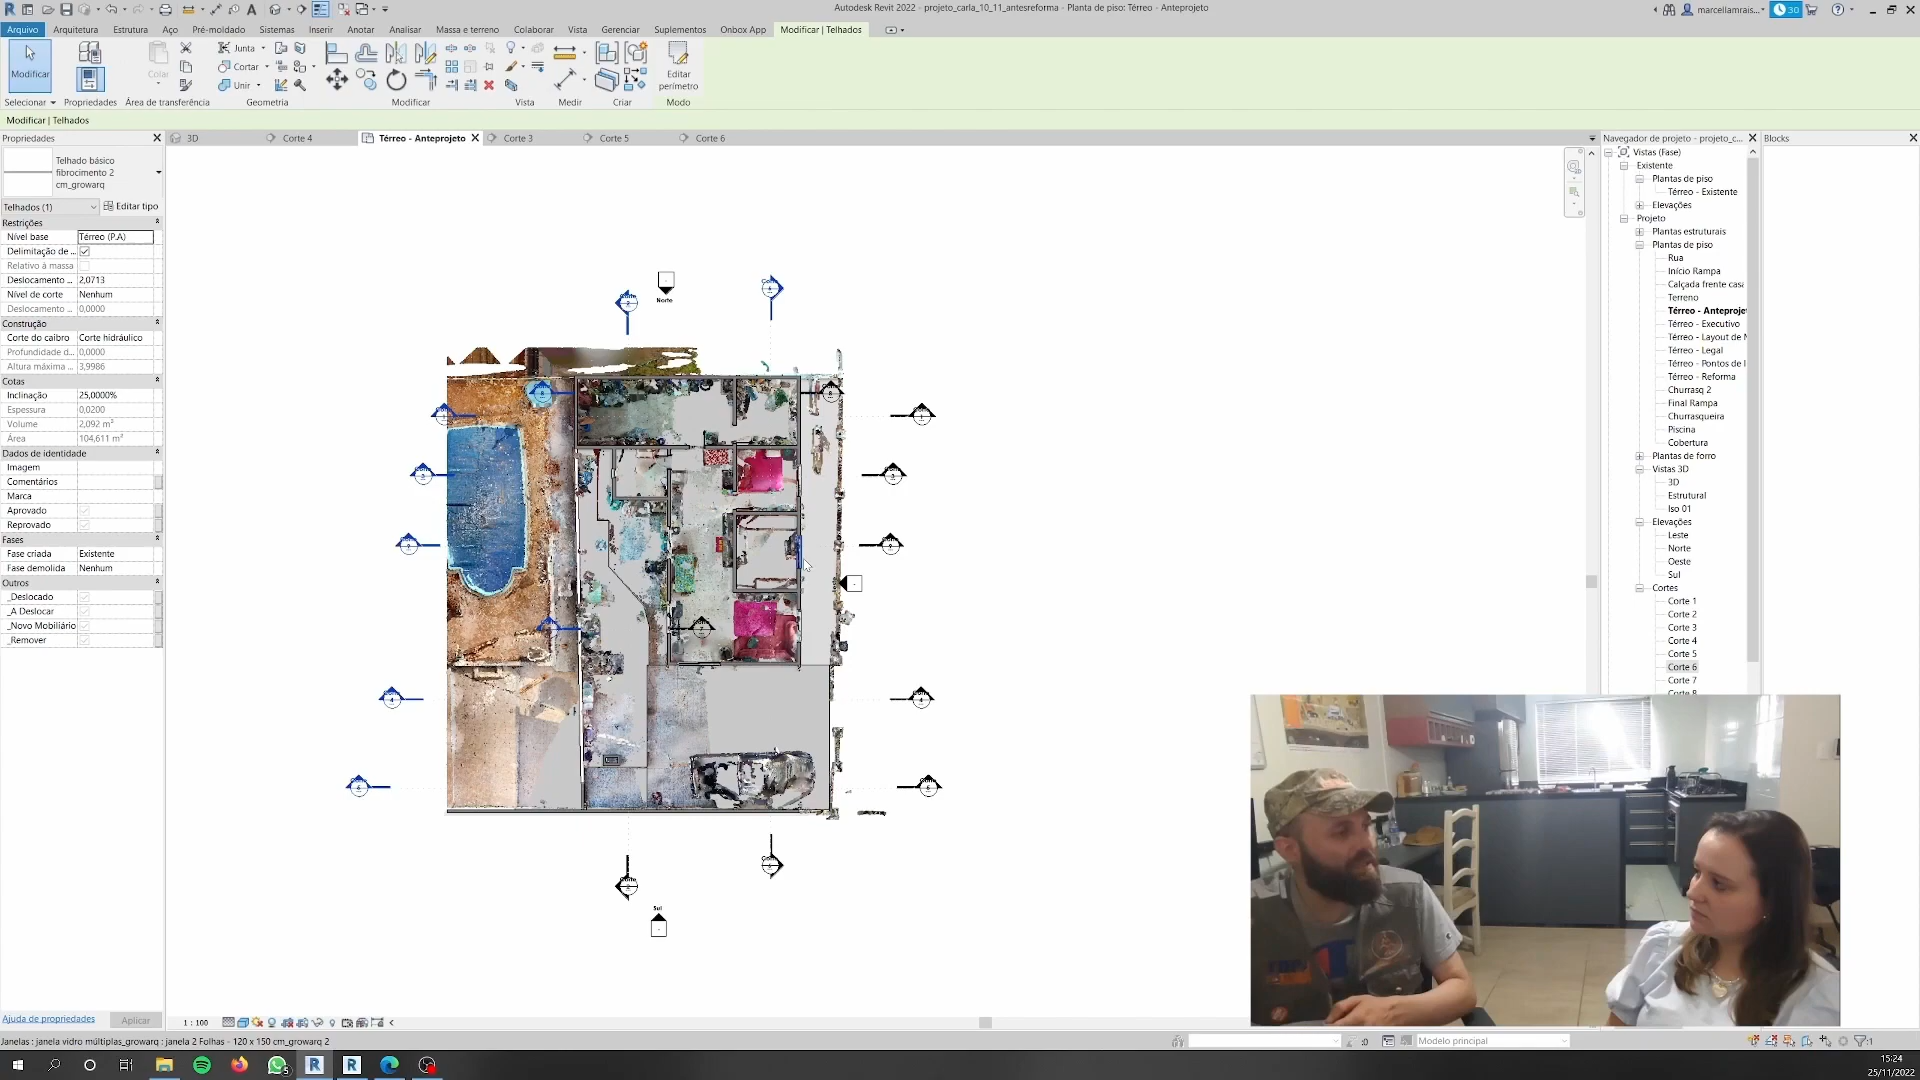 Autodesk Revit 2022 - projeto_carla_10_11_antesreforma - Planta de piso: Térreo - Anteprojeto
marcellamrais...
30
Arquivo Arquitetura Estrutura Aço Pré-moldado Sistemas Inserir Anotar Analisar Massa e terreno Colaborar Vista Gerenciar Suplementos Onbox App Modificar | Telhados
Modificar
Colar
Junta
Cortar
Unir
Editar
perímetro
Selecionar Propriedades Área de transferência Geometria Modificar Vista Medir Criar Modo
Modificar | Telhados
Propriedades
3D
Corte 4
Térreo - Anteprojeto
Corte 3
Corte 5
Corte 6
Navegador de projeto - projeto_c...
Blocks
Telhado básico
fibrocimento 2
cm_growarq
Telhados (1)
Editar tipo
Restrições
Nível base Térreo (P.A)
Delimitação de ...
Relativo à massa
Deslocamento ... 2,0713
Nível de corte Nenhum
Deslocamento ... 0,0000
Construção
Corte do caibro Corte hidráulico
Profundidade d... 0,0000
Altura máxima ... 3,9986
Cotas
Inclinação 25,0000%
Espessura 0,0200
Volume 2,092 m³
Área 104,611 m²
Dados de identidade
Imagem
Comentários
Marca
Aprovado
Reprovado
Fases
Fase criada Existente
Fase demolida Nenhum
Outros
_Deslocado
_A Deslocar
_Novo Mobiliário
_Remover
Ajuda de propriedades
Aplicar
Norte
Sul
Vistas (Fase)
Existente
Plantas de piso
Térreo - Existente
Elevações
Projeto
Plantas estruturais
Plantas de piso
Rua
Início Rampa
Calçada frente casa
Terreno
Térreo - Anteprojet
Térreo - Executivo
Térreo - Layout de
Térreo - Legal
Térreo - Pontos de
Térreo - Reforma
Churrasq 2
Final Rampa
Churrasqueira
Piscina
Cobertura
Plantas de forro
Vistas 3D
3D
Estrutural
Iso 01
Elevações
Leste
Norte
Oeste
Sul
Cortes
Corte 1
Corte 2
Corte 3
Corte 4
Corte 5
Corte 6
Corte 7
Corte 8
1 : 100
Janelas : janela vidro múltiplas_growarq : janela 2 Folhas - 120 x 150 cm_growarq 2
:0
Modelo principal
:1
15:24
25/11/2022